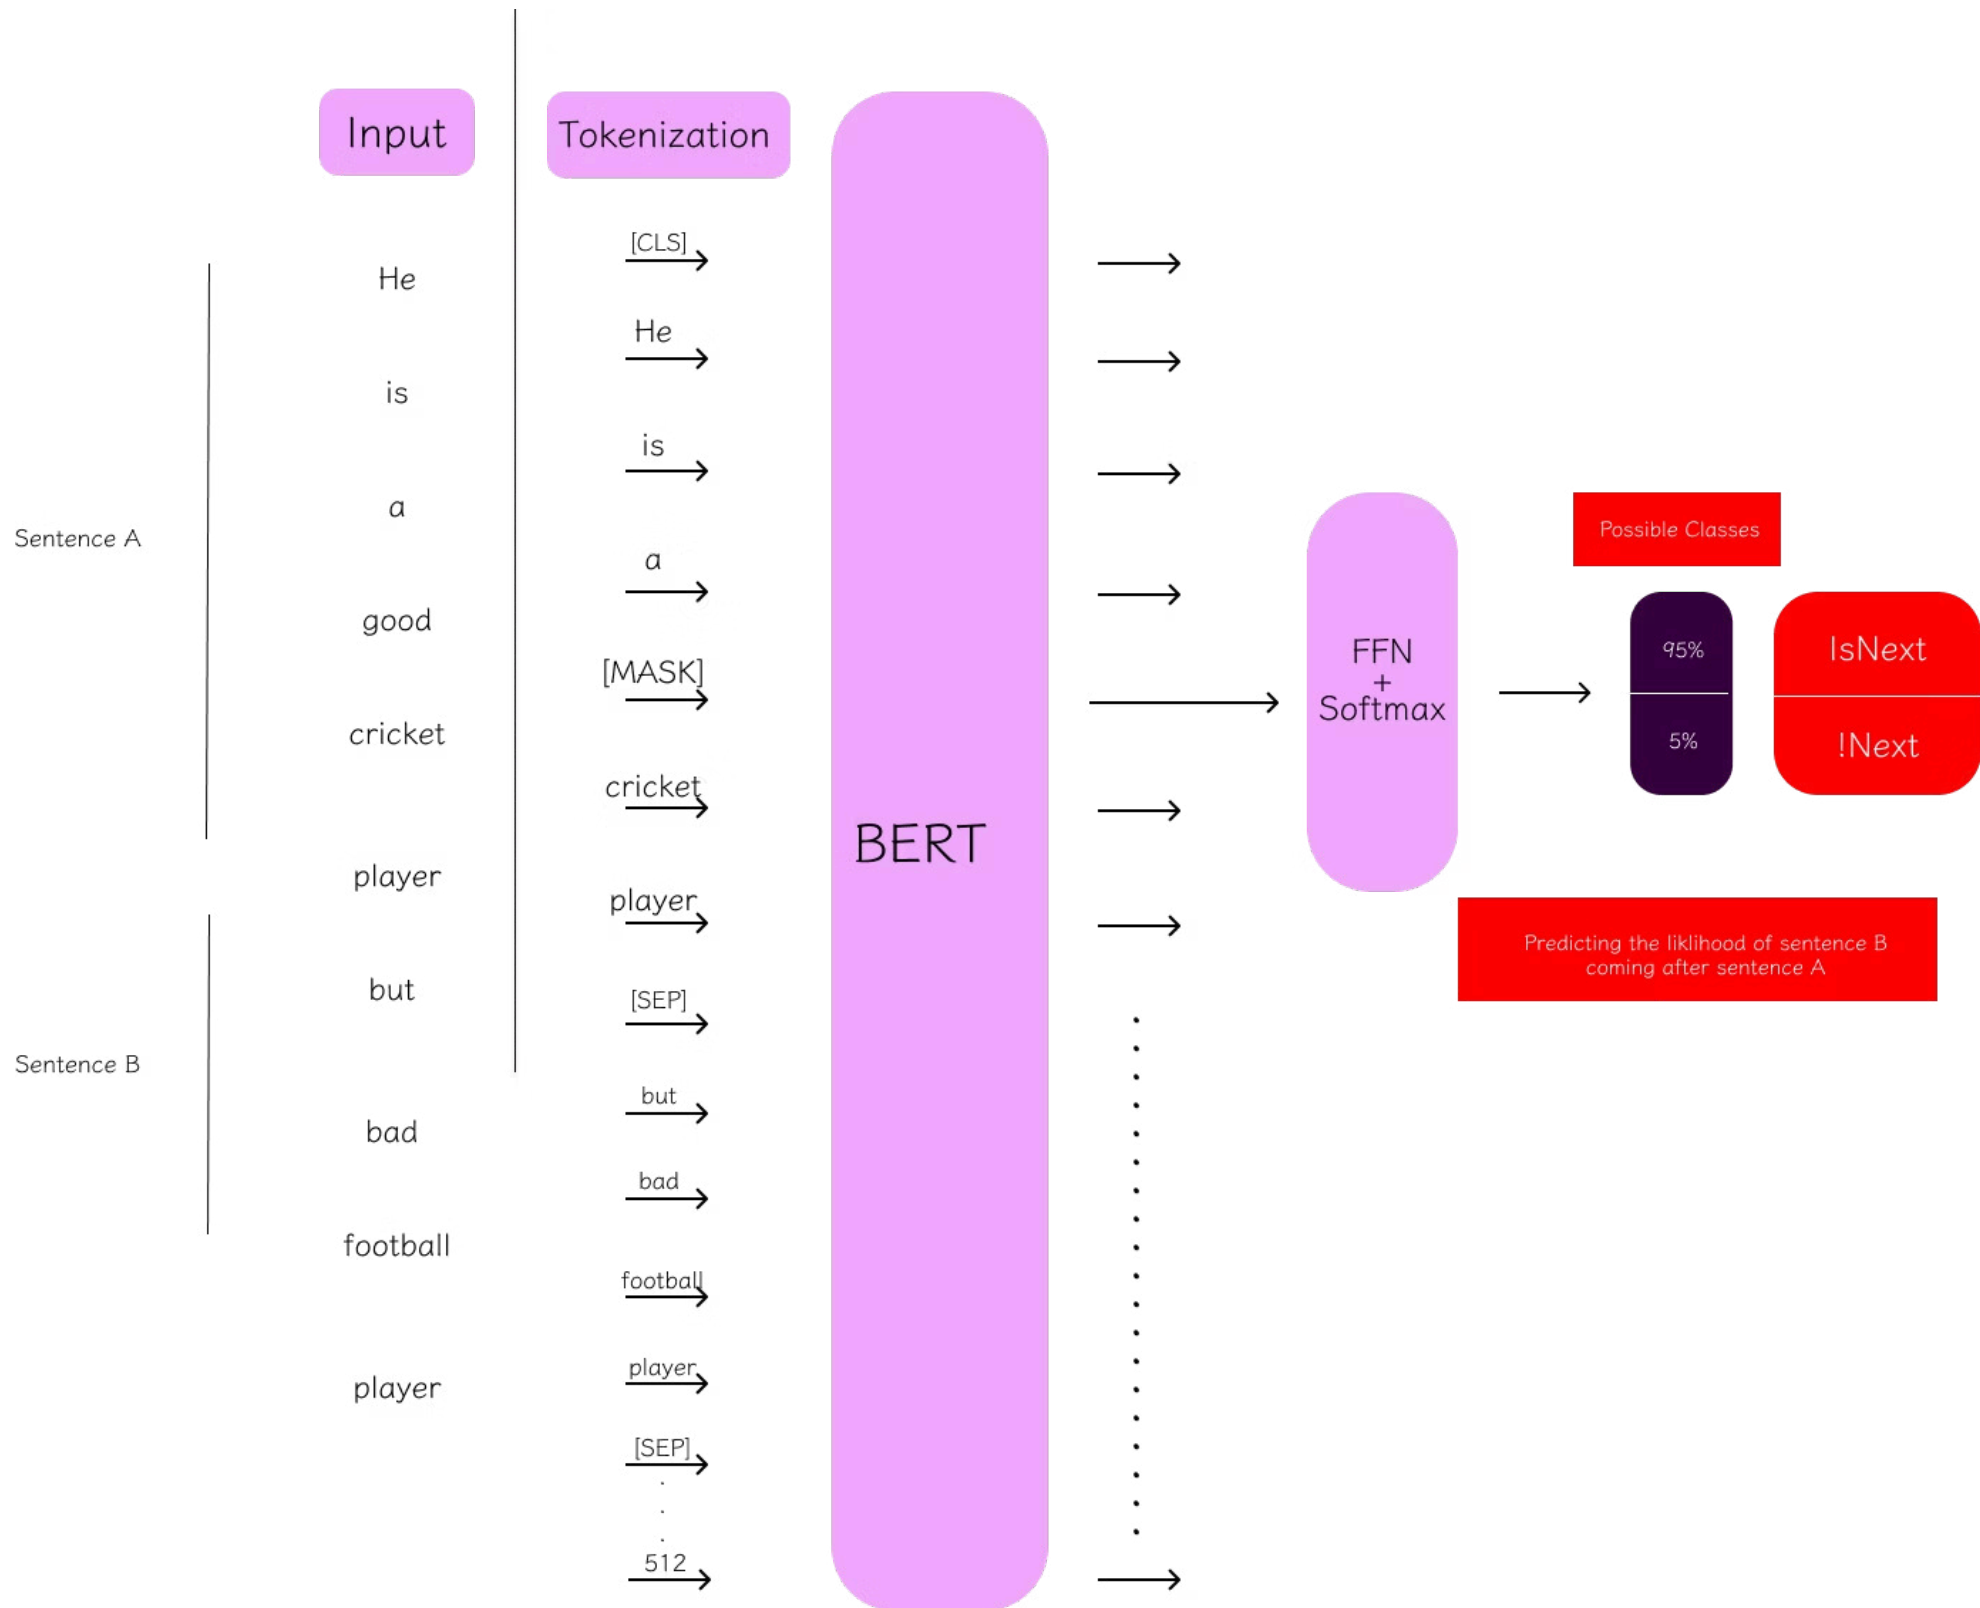 Input
Tokenization
Sentence A
He
is
a
good
cricket
player
Sentence B
but
bad
football
player
[CLS]
He
is
a
[MASK]
cricket
player
[SEP]
but
bad
football
player
[SEP]
.
.
.
512
BERT
FFN
+
Softmax
Possible Classes
95%
IsNext
5%
!Next
Predicting the liklihood of sentence B
coming after sentence A